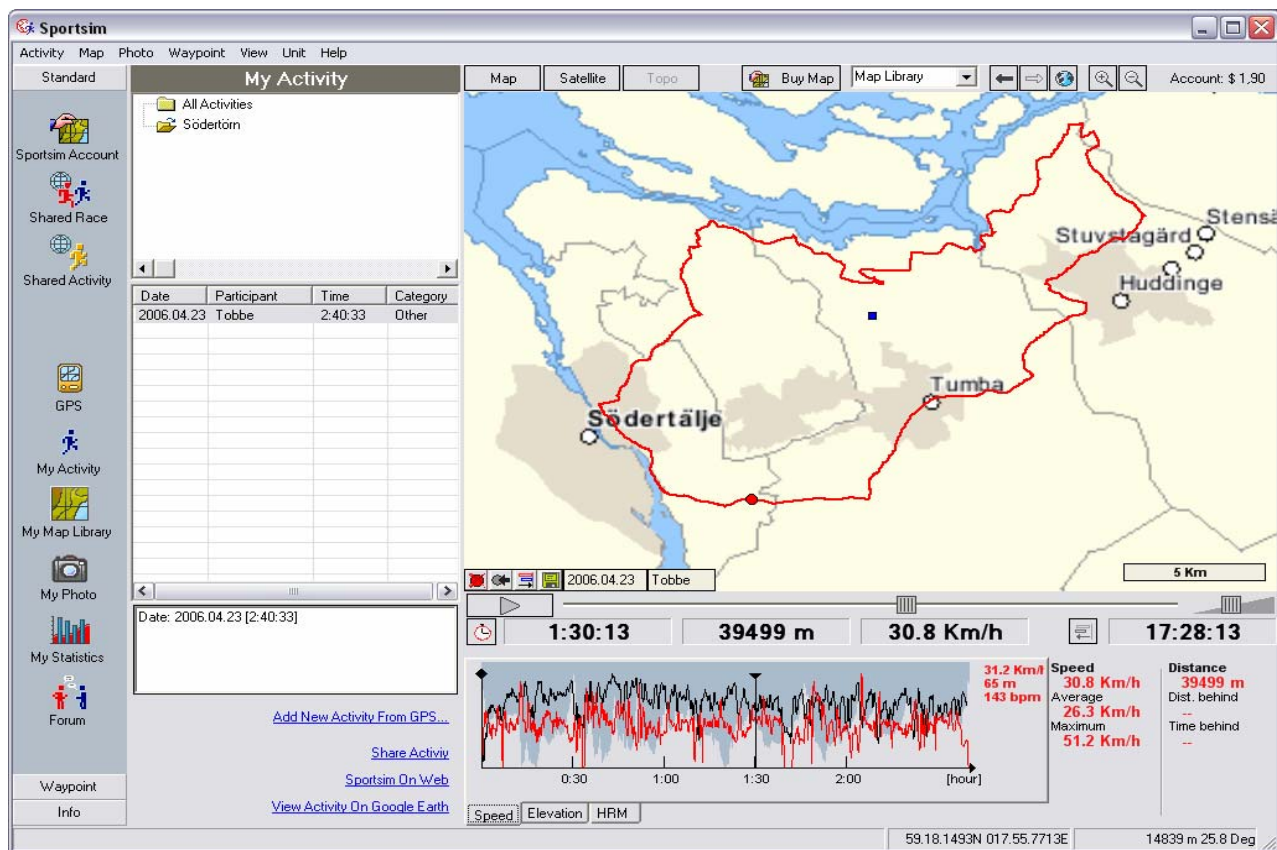 Sportsim
Activity Map Photo Waypoint View Unit Help
Standard
Sportsim Account
Shared Race
Shared Activity
GPS
My Activity
My Map Library
My Photo
My Statistics
Forum
Waypoint
Info
My Activity
All Activities
Södertörn
Date Participant Time Category
2006.04.23 Tobbe 2:40:33 Other
Date: 2006.04.23 [2:40:33]
Add New Activity From GPS...
Share Activiy
Sportsim On Web
View Activity On Google Earth
Map Satellite Topo Buy Map Map Library Account: $ 1,90
Stensä
Stuvstagärd
Huddinge
Tumba
Södertälje
5 Km
2006.04.23 Tobbe
1:30:13 39499 m 30.8 Km/h 17:28:13
31.2 Km/h
65 m
143 bpm
0:30 1:00 1:30 2:00 [hour]
Speed Elevation HRM
Speed
30.8 Km/h
Average
26.3 Km/h
Maximum
51.2 Km/h
Distance
39499 m
Dist. behind
--
Time behind
--
59.18.1493N 017.55.7713E 14839 m 25.8 Deg